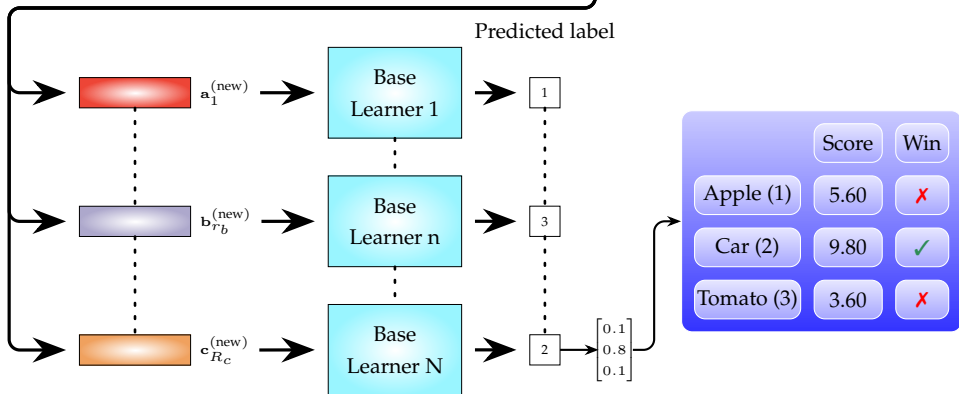 Predicted label
a₁⁽ⁿᵉʷ⁾
Base
Learner 1
1
b_{r_b}^{(new)}
Base
Learner n
3
c_{R_c}^{(new)}
Base
Learner N
2
0.1
0.8
0.1
Score Win
Apple (1) 5.60 ✗
Car (2) 9.80 ✓
Tomato (3) 3.60 ✗